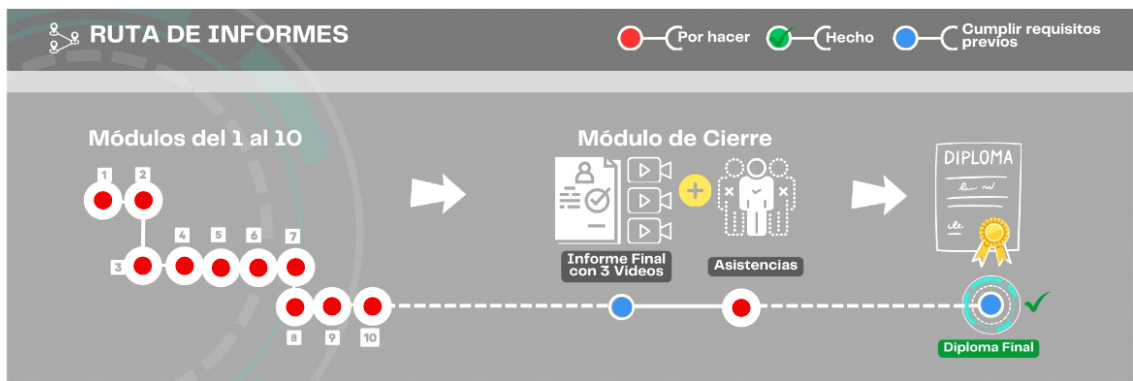 RUTA DE INFORMES
Por hacer
Hecho
Cumplir requisitos
previos
Módulos del 1 al 10
1
2
3
4
5
6
7
8
9
10
Módulo de Cierre
Informe Final
con 3 Videos
Asistencias
DIPLOMA
Diploma Final